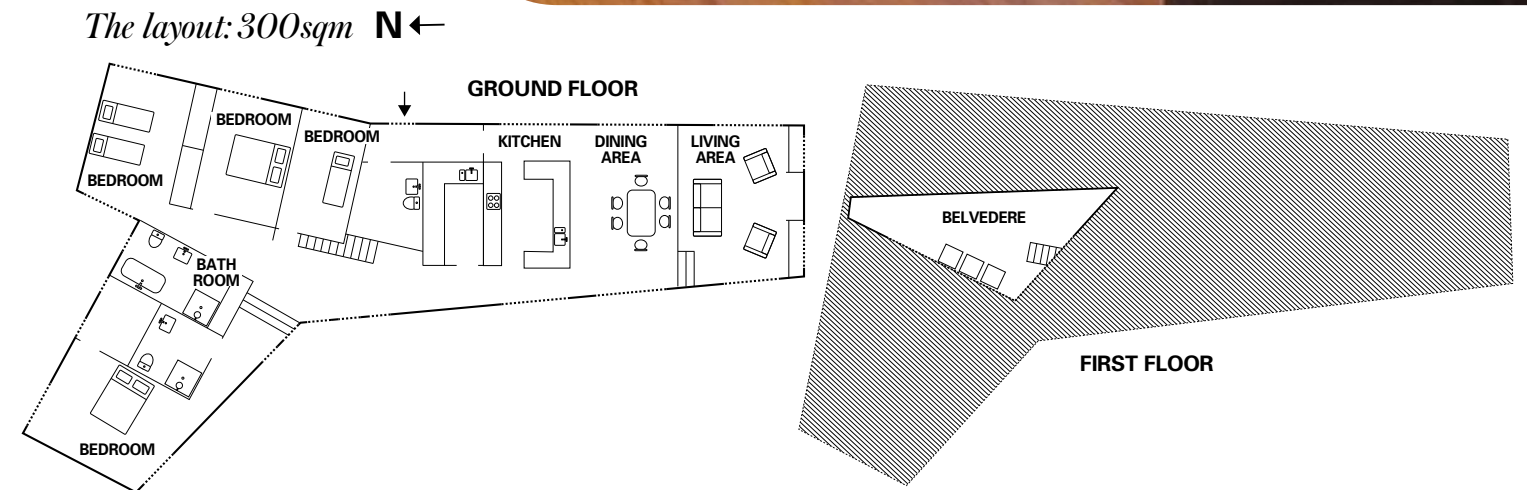 The layout: 300sqm N
GROUND FLOOR
BEDROOM
BEDROOM
BEDROOM
KITCHEN
DINING
AREA
LIVING
AREA
BATH
ROOM
BEDROOM
BELVEDERE
FIRST FLOOR